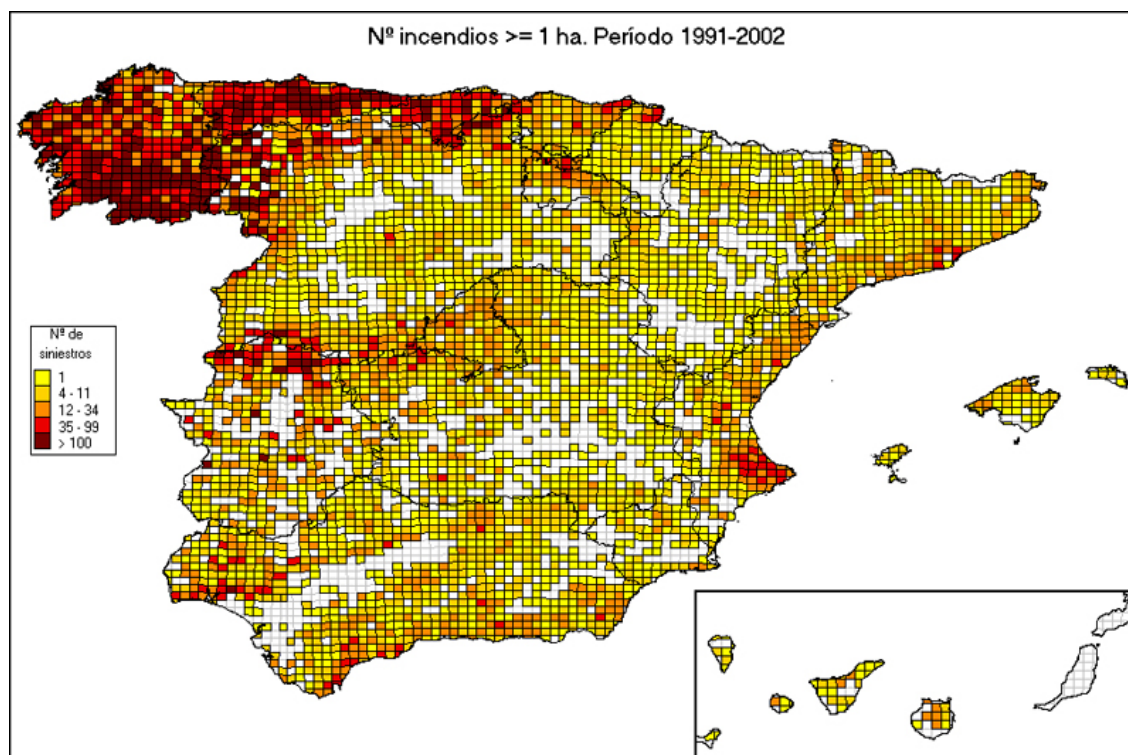 Nº incendios >= 1 ha. Período 1991-2002
Nº de
siniestros
1
4 - 11
12 - 34
35 - 99
> 100